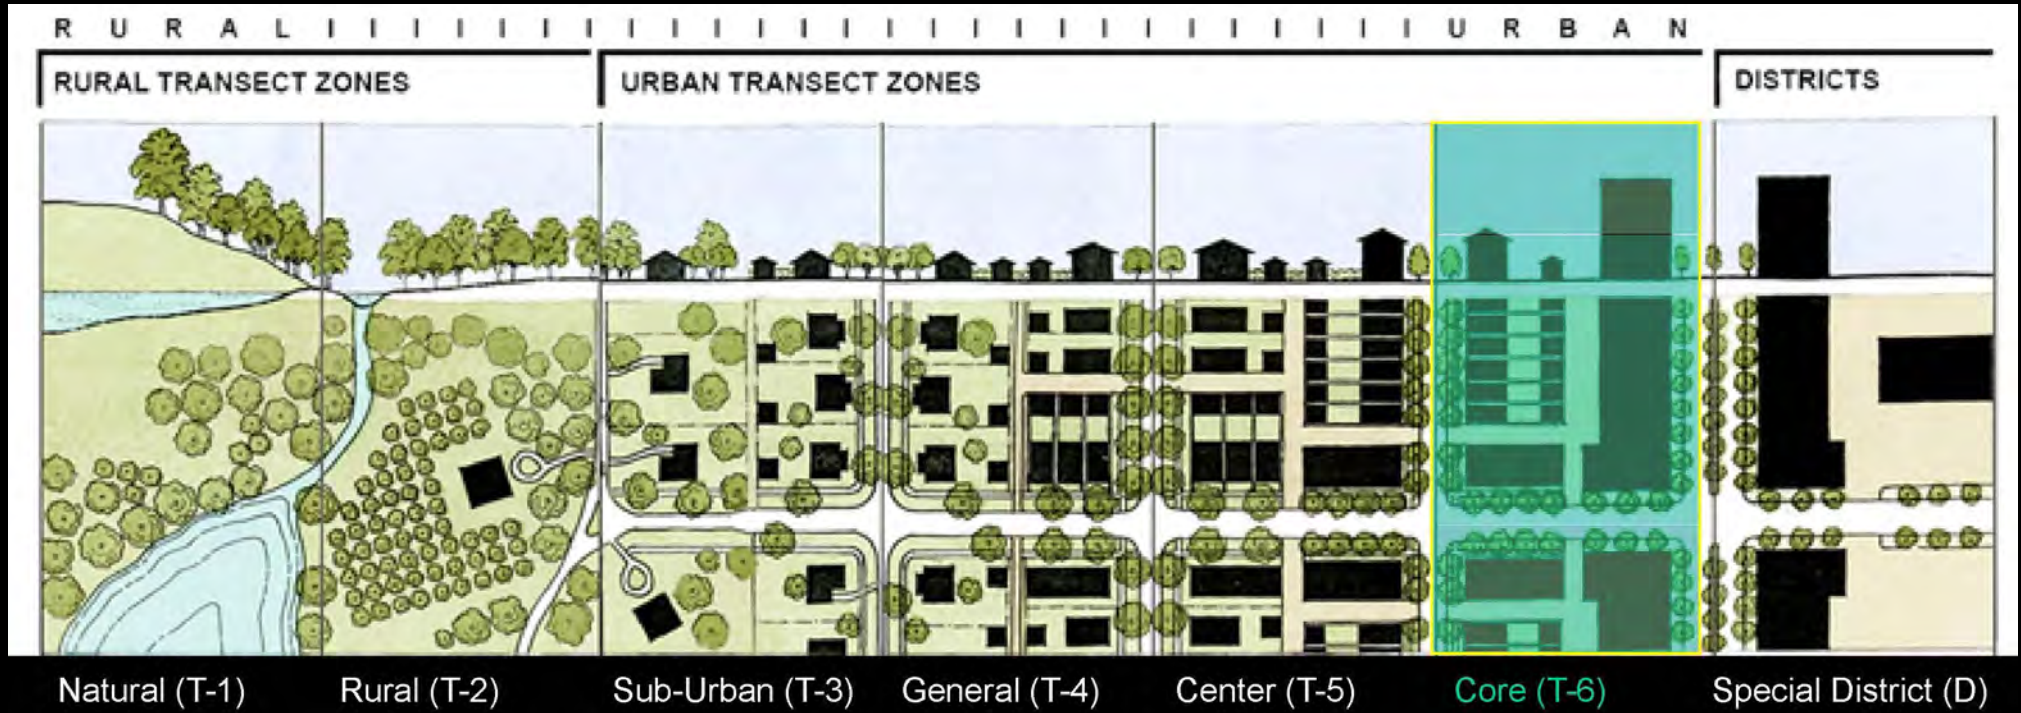 R U R A L I I I I I I I I I I I I I I I I I I I I I I I I I I U R B A N
RURAL TRANSECT ZONES
URBAN TRANSECT ZONES
DISTRICTS
Natural (T-1)
Rural (T-2)
Sub-Urban (T-3)
General (T-4)
Center (T-5)
Core (T-6)
Special District (D)